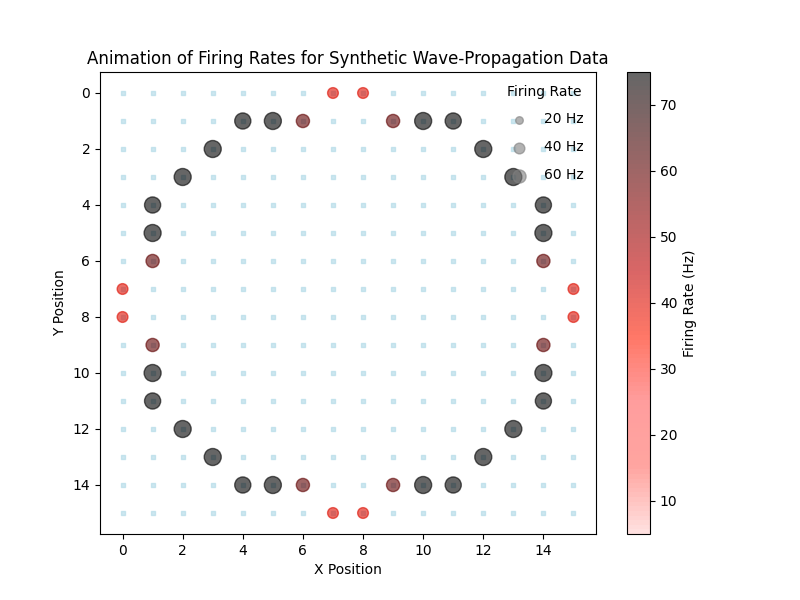 Animation of Firing Rates for Synthetic Wave-Propagation Data
Firing Rate
20 Hz
40 Hz
60 Hz
0
2
4
6
8
10
12
14
Y Position
0 2 4 6 8 10 12 14
X Position
70
60
50
40
30
20
10
Firing Rate (Hz)